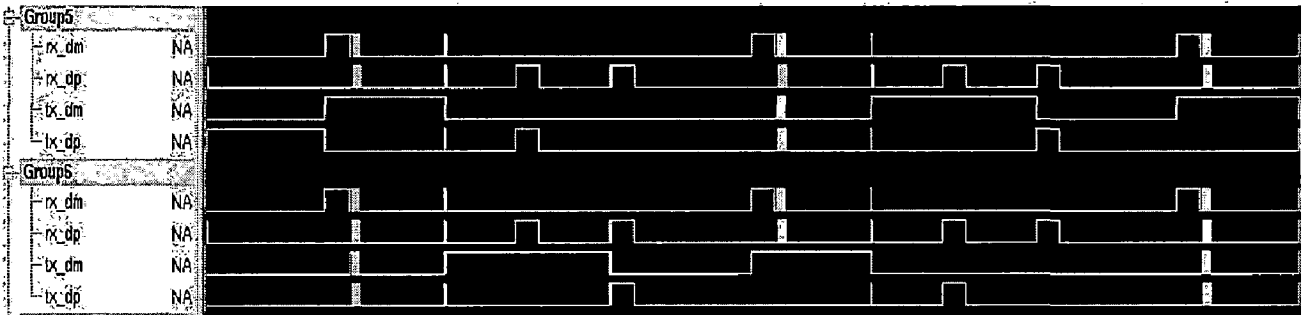 Group5
rx_dm NA
rx_dp NA
tx_dm NA
tx_dp NA
Group6
rx_dm NA
rx_dp NA
tx_dm NA
tx_dp NA